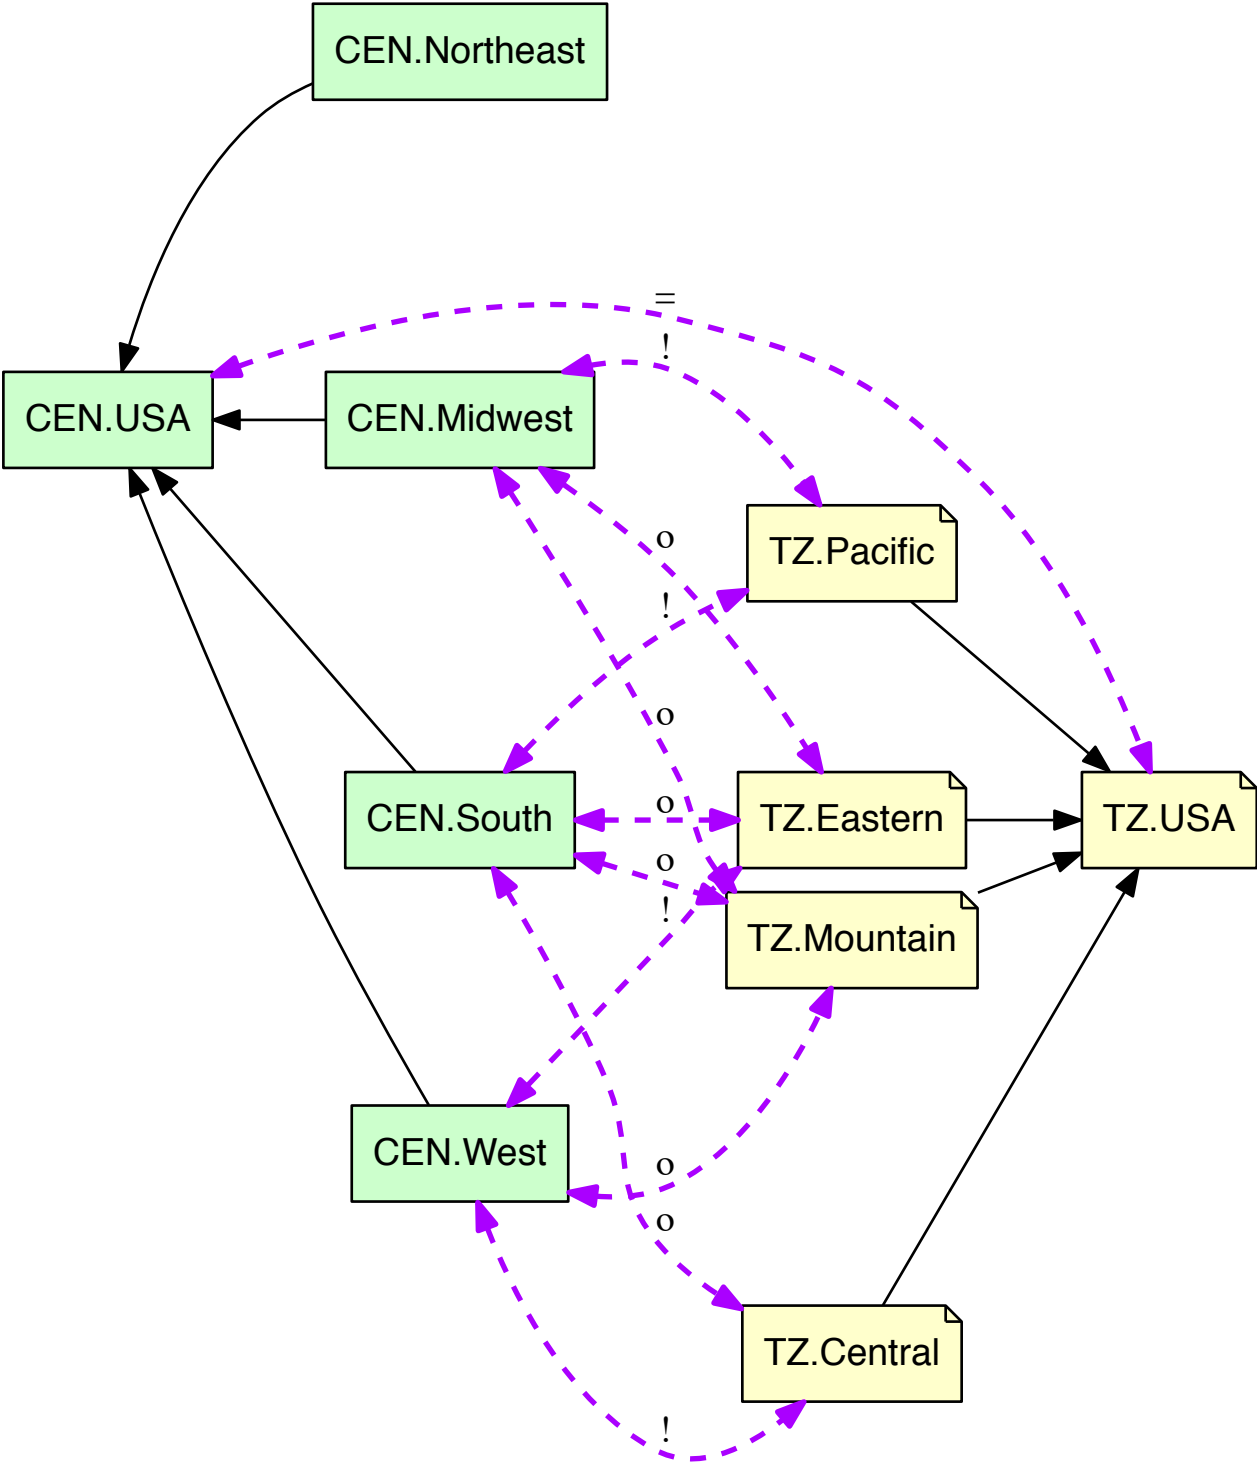 CEN.Northeast
=
!
CEN.USA
CEN.Midwest
o
TZ.Pacific
!
o
o
CEN.South
TZ.Eastern
TZ.USA
o
!
TZ.Mountain
CEN.West
o
o
TZ.Central
!